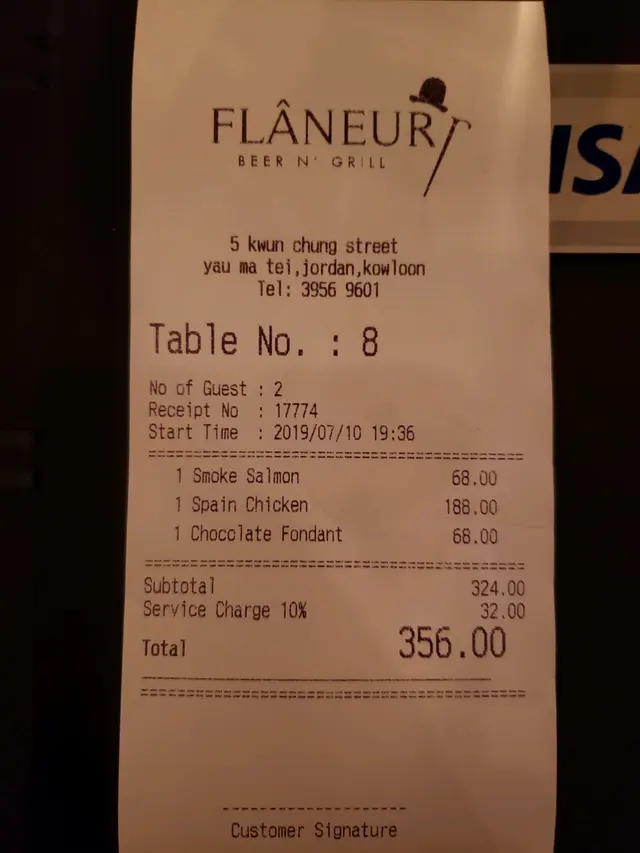 FLÂNEUR
BEER N' GRILL
5 kwun chung street
yau ma tei,jordan,kowloon
Tel: 3956 9601
Table No. : 8
No of Guest : 2
Receipt No : 17774
Start Time : 2019/07/10 19:36
1 Smoke Salmon 68.00
1 Spain Chicken 188.00
1 Chocolate Fondant 68.00
Subtotal 324.00
Service Charge 10% 32.00
Total 356.00
Customer Signature